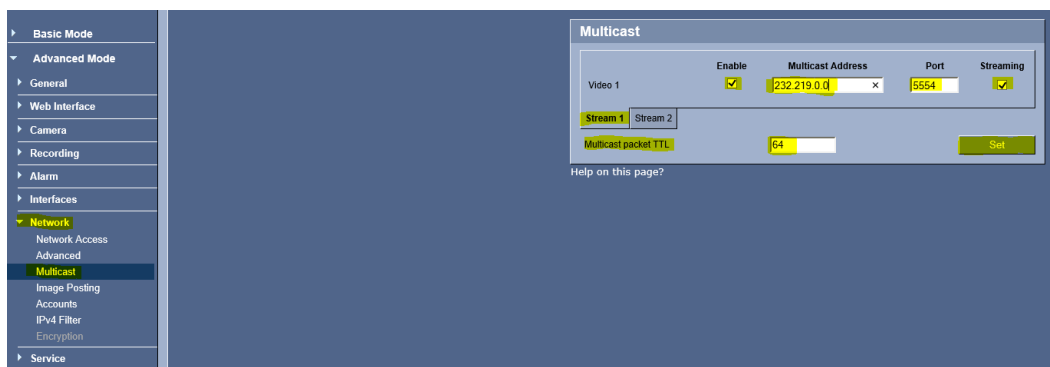 Basic Mode
Advanced Mode
General
Web Interface
Camera
Recording
Alarm
Interfaces
Network
Network Access
Advanced
Multicast
Image Posting
Accounts
IPv4 Filter
Encryption
Service
Multicast
Enable Multicast Address Port Streaming
Video 1 232.219.0.0 × 5554
Stream 1 Stream 2
Multicast packet TTL 64 Set
Help on this page?